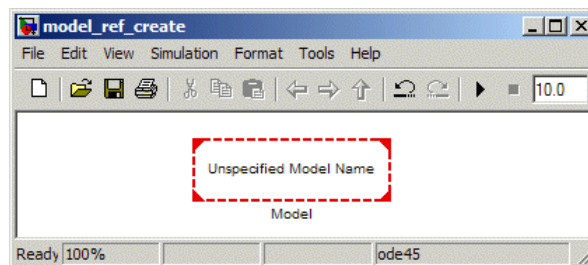 model_ref_create
File Edit View Simulation Format Tools Help
10.0
Unspecified Model Name
Model
Ready 100% ode45